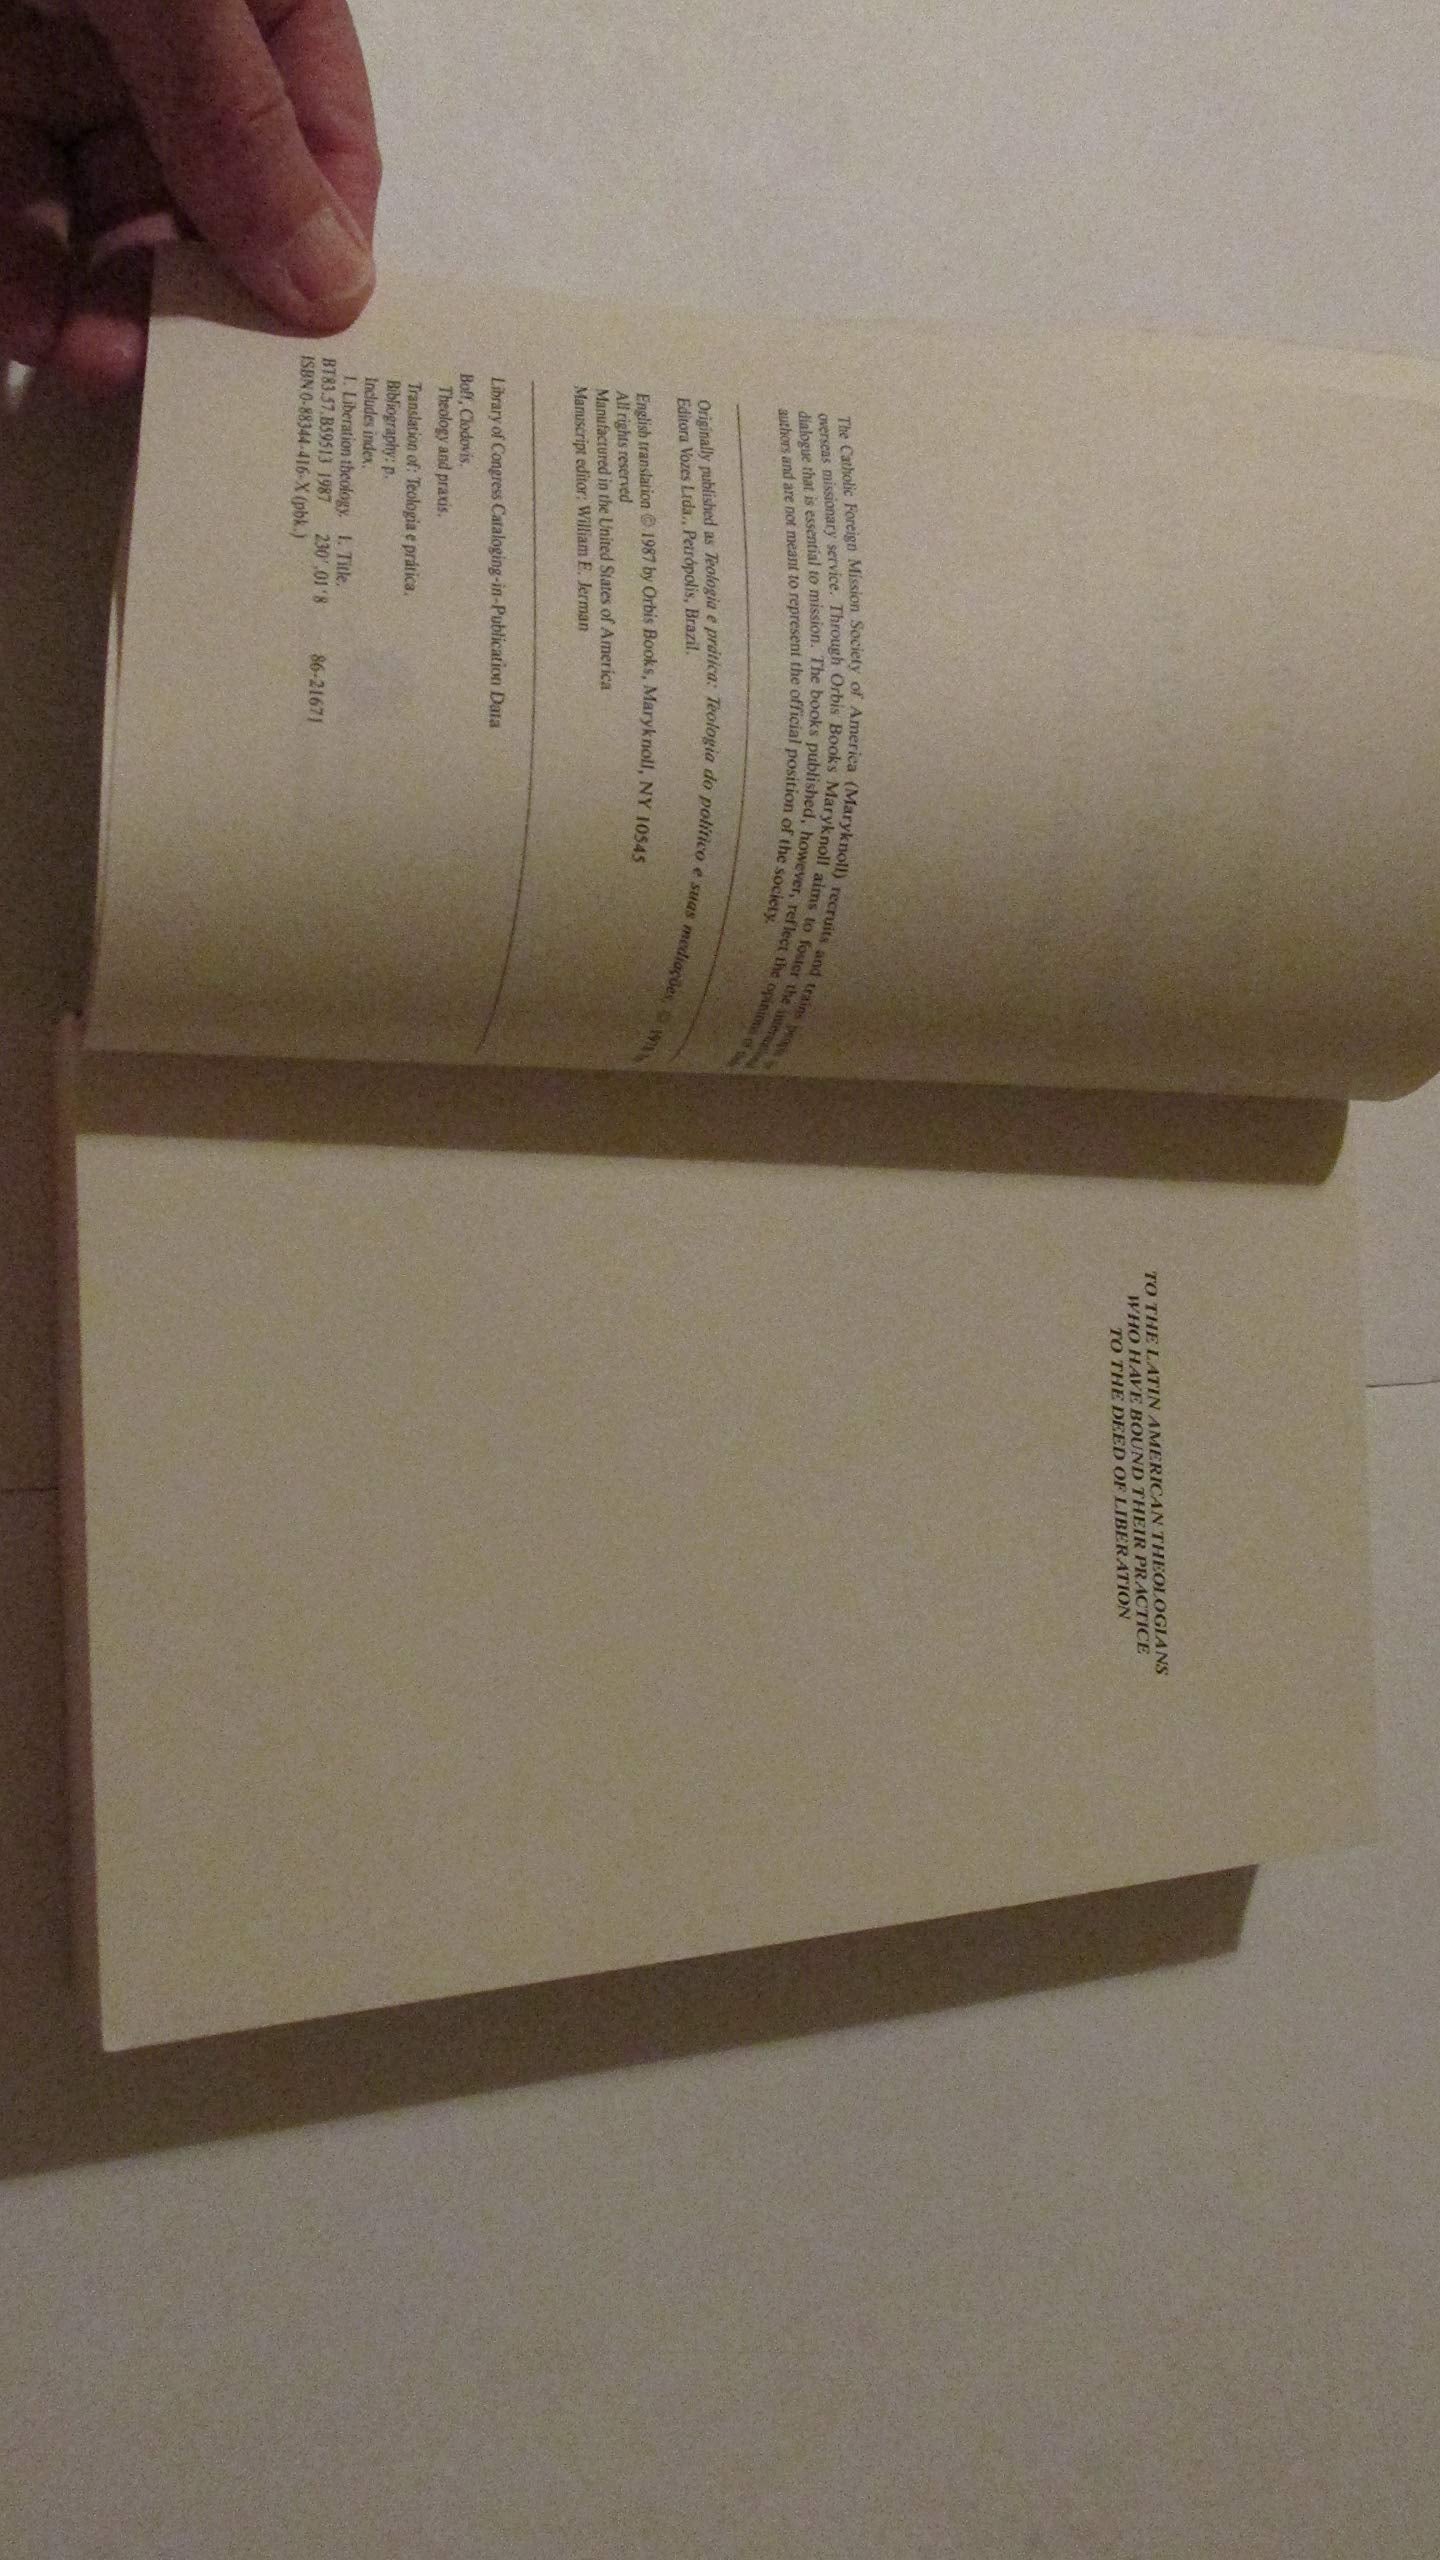 The Catholic Foreign Mission Society of America (Maryknoll) recruits and trains people
overseas missionary service. Through Orbis Books Maryknoll aims to foster the
dialogue that is essential to mission. The books published, however, reflect the opinions of
authors and are not meant to represent the official position of the society.
Originally published as Teologia e prática: Teologia do político e suas mediações, ©
Editora Vozes Ltda., Petrópolis, Brazil.
English translation © 1987 by Orbis Books, Maryknoll, NY 10545
All rights reserved
Manufactured in the United States of America
Manuscript editor: William E. Jerman
Library of Congress Cataloging-in-Publication Data
Boff, Clodovis.
Theology and praxis.
Translation of: Teologia e prática.
Bibliography: p.
Includes index.
1. Liberation theology. I. Title.
BT83.57.B59513 1987 230'.01'8 86-21671
ISBN 0-88344-416-X (pbk.)
TO THE LATIN AMERICAN THEOLOGIANS
WHO HAVE BOUND THEIR PRACTICE
TO THE DEED OF LIBERATION